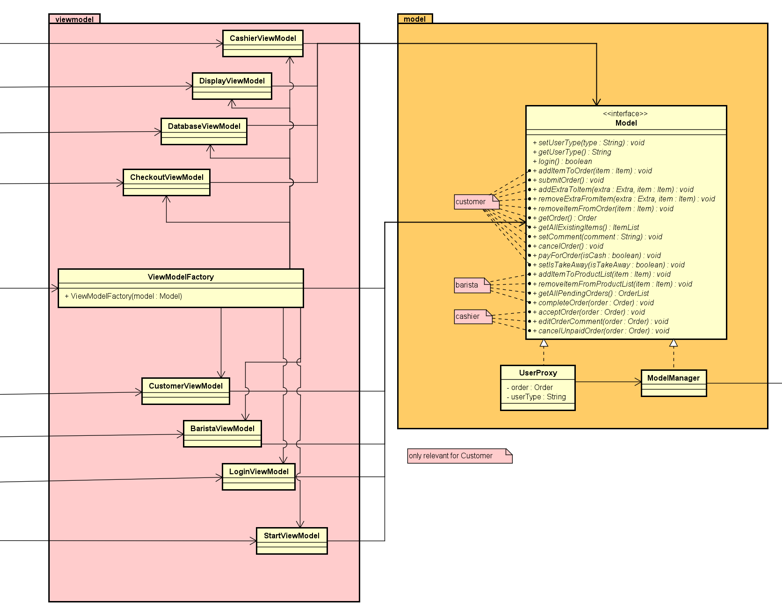 viewmodel
CashierViewModel
DisplayViewModel
DatabaseViewModel
CheckoutViewModel
ViewModelFactory
+ ViewModelFactory(model : Model)
CustomerViewModel
BaristaViewModel
LoginViewModel
StartViewModel
model
<<interface>>
Model
+ setUserType(type : String) : void
+ getUserType() : String
+ login() : boolean
+ addItemToOrder(item : Item) : void
+ submitOrder() : void
+ addExtraToItem(extra : Extra, item : Item) : void
+ removeExtraFromItem(extra : Extra, item : Item) : void
+ removeItemFromOrder(item : Item) : void
+ getOrder() : Order
+ getAllExistingItems() : ItemList
+ setComment(comment : String) : void
+ cancelOrder() : void
+ payForOrder(isCash : boolean) : void
+ setIsTakeAway(isTakeAway : boolean) : void
+ addItemToProductList(item : Item) : void
+ removeItemFromProductList(item : Item) : void
+ getAllPendingOrders() : OrderList
+ completeOrder(order : Order) : void
+ acceptOrder(order : Order) : void
+ editOrderComment(order : Order) : void
+ cancelUnpaidOrder(order : Order) : void
customer
barista
cashier
UserProxy
- order : Order
- userType : String
ModelManager
only relevant for Customer